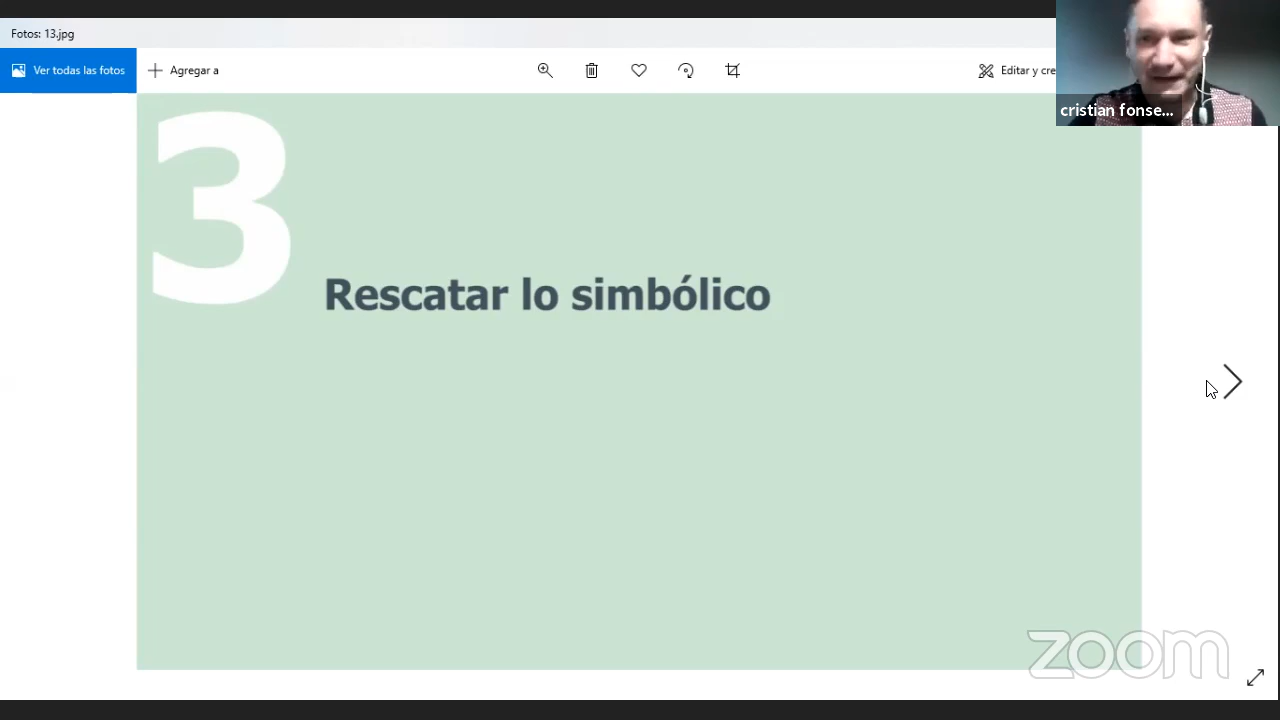 Fotos: 13.jpg
Ver todas las fotos
Agregar a
Editar y cre
cristian fonse...
3
Rescatar lo simbólico
zoom